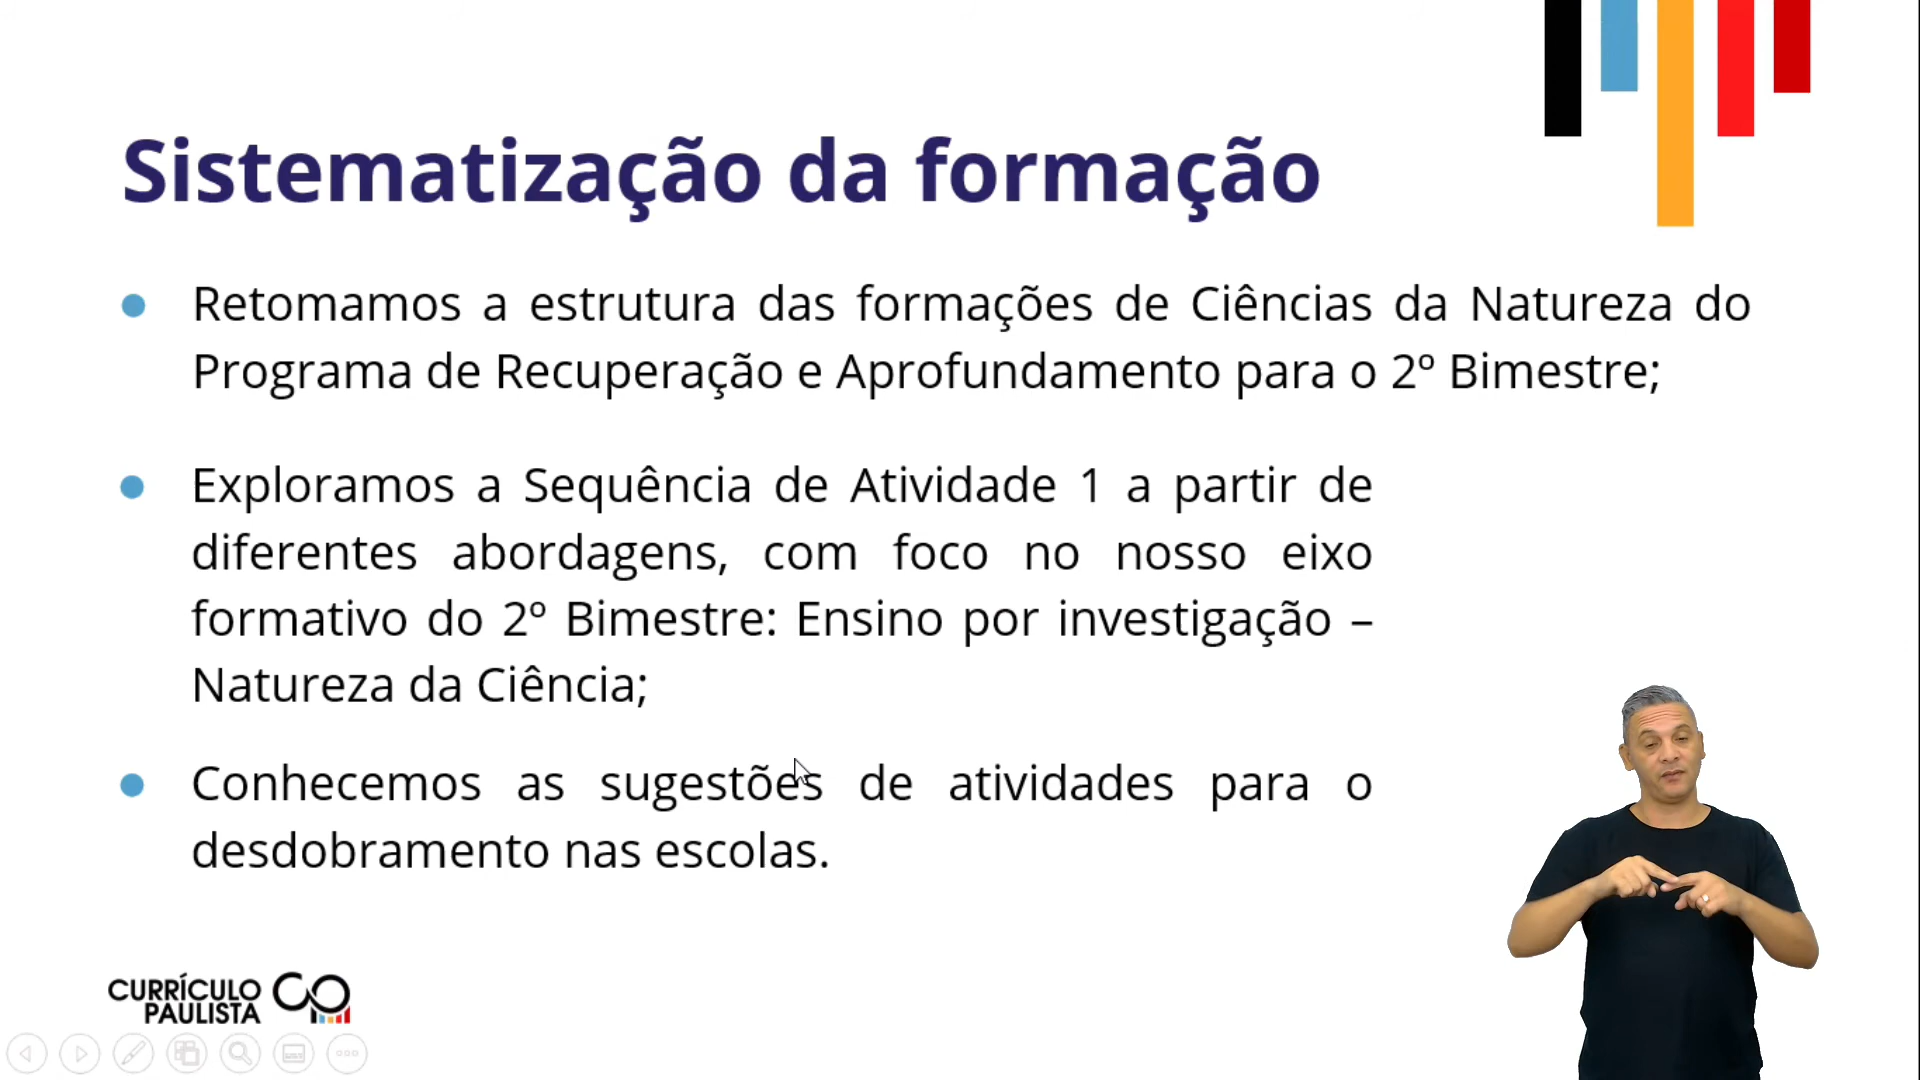 Sistematização da formação
Retomamos a estrutura das formações de Ciências da Natureza do
Programa de Recuperação e Aprofundamento para o 2º Bimestre;
Exploramos a Sequência de Atividade 1 a partir de
diferentes abordagens, com foco no nosso eixo
formativo do 2º Bimestre: Ensino por investigação –
Natureza da Ciência;
Conhecemos as sugestões de atividades para o
desdobramento nas escolas.
CURRÍCULO
PAULISTA